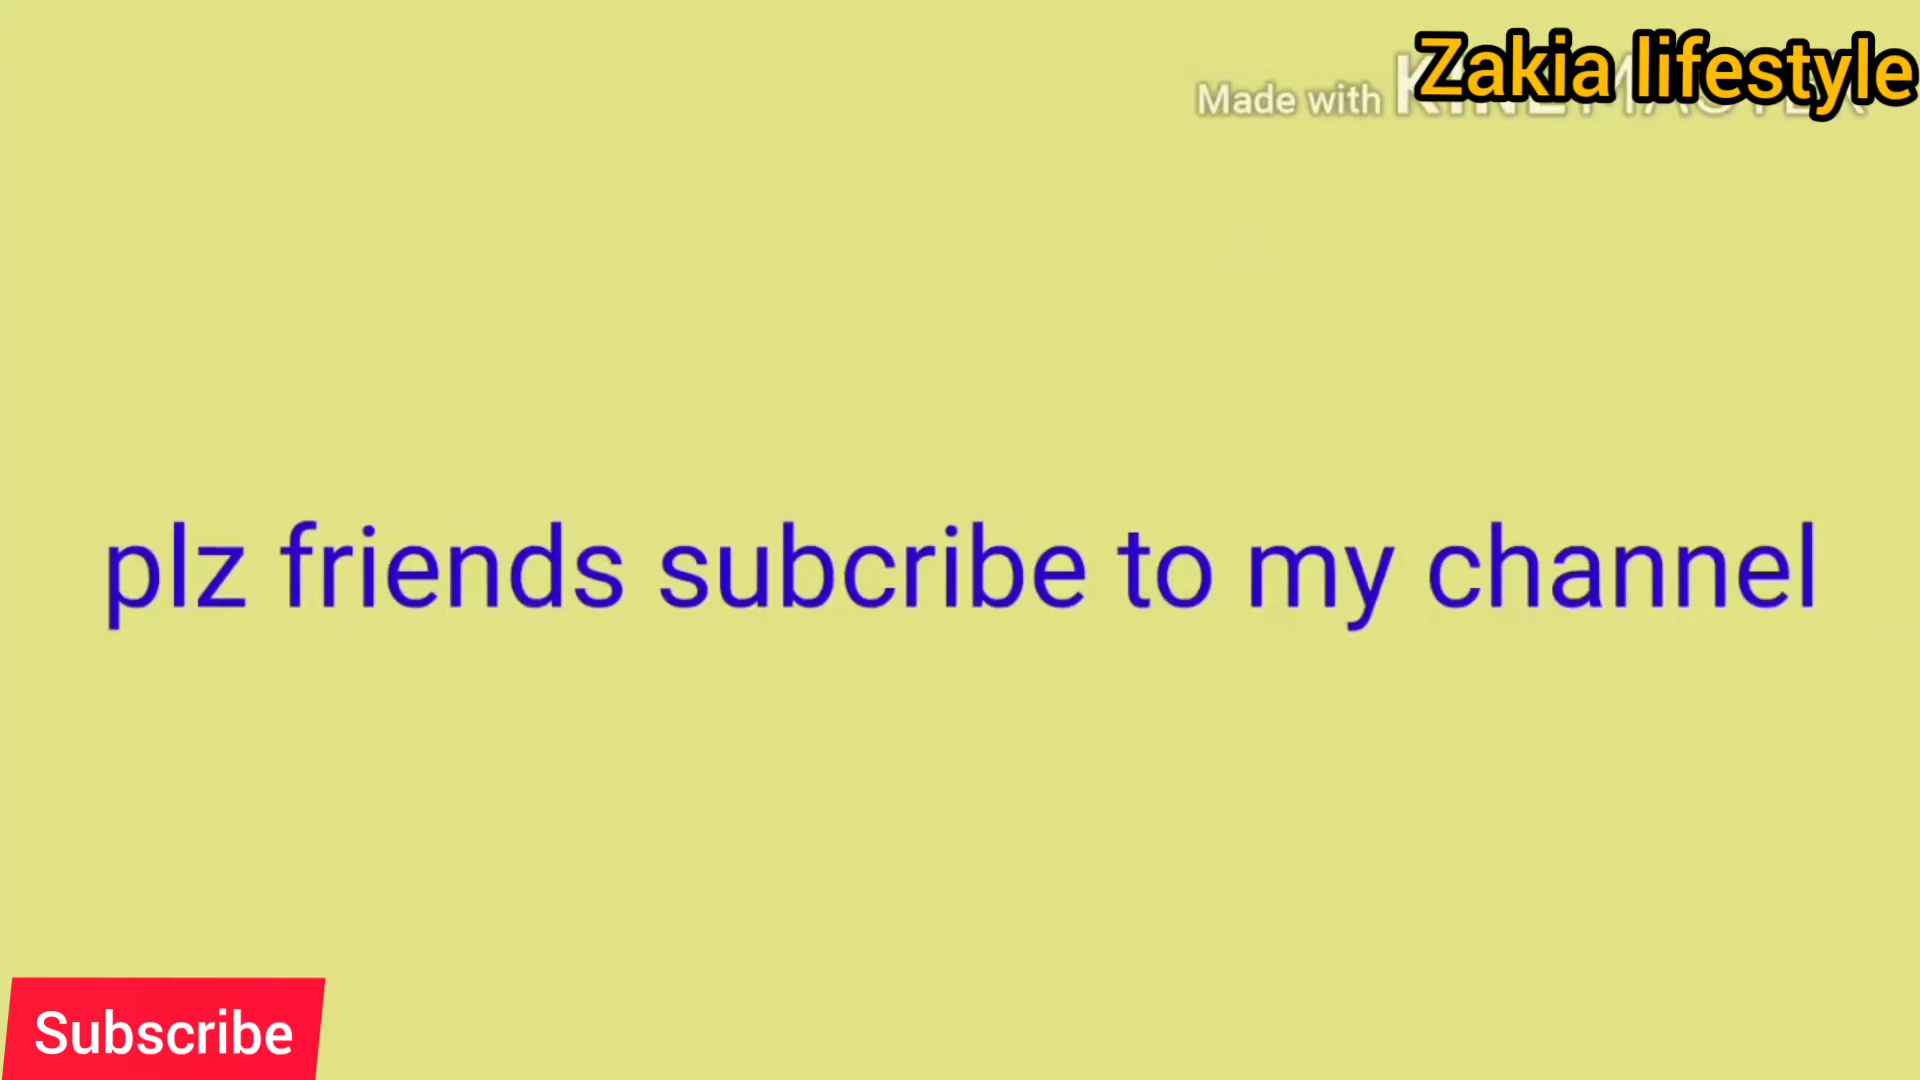 Zakia lifestyle
Made with
plz friends subcribe to my channel
Subscribe